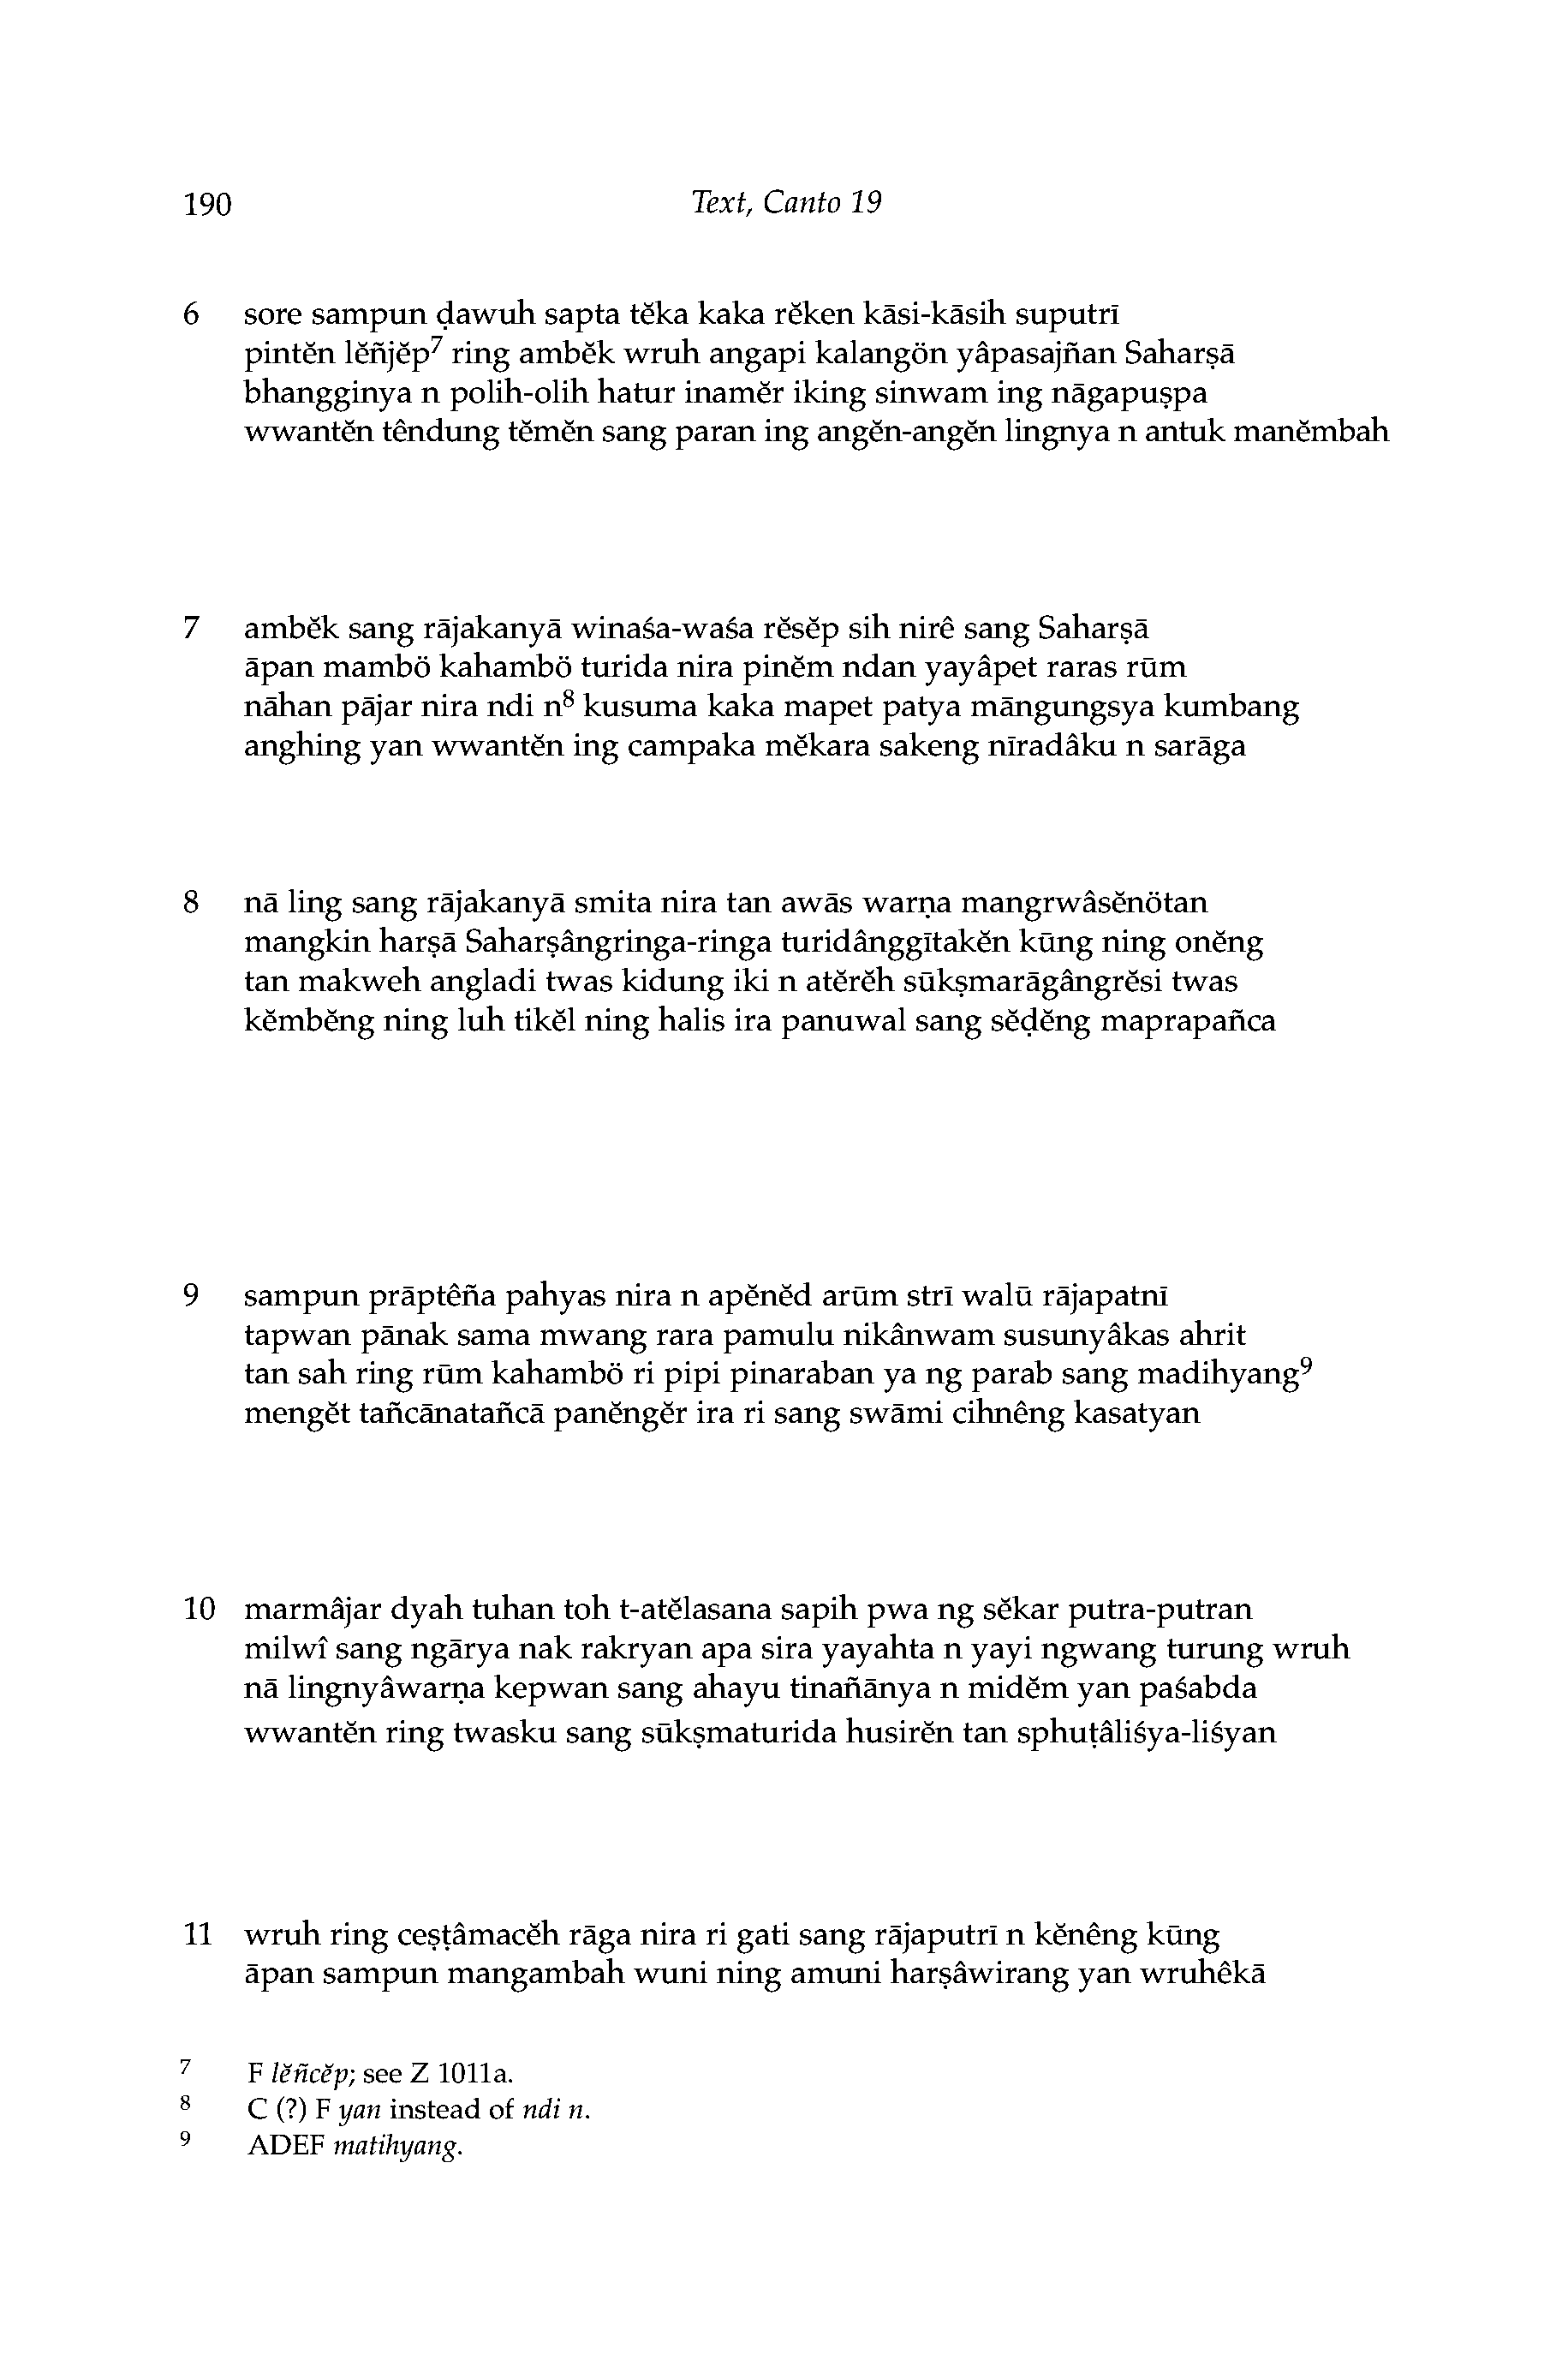 190 Text, Canto 19
6 sore sampun ḍawuh sapta tĕka kaka rĕken kāsi-kāsih suputrī
pintĕn lĕñjĕp⁷ ring ambĕk wruh angapi kalangön yâpasajñan Saharṣā
bhangginya n polih-olih hatur inamĕr iking sinwam ing nāgapuṣpa
wwantĕn têndung tĕmĕn sang paran ing angĕn-angĕn lingnya n antuk manĕmbah
7 ambĕk sang rājakanyā winaśa-waśa rĕsĕp sih nirê sang Saharṣā
āpan mambö kahambö turida nira pinĕm ndan yayâpet raras rūm
nāhan pājar nira ndi n⁸ kusuma kaka mapet patya māngungsya kumbang
anghing yan wwantĕn ing campaka mĕkara sakeng nīradâku n sarāga
8 nā ling sang rājakanyā smita nira tan awās warṇa mangrwâsĕnötan
mangkin harṣā Saharṣângringa-ringa turidânggītakĕn kūng ning onĕng
tan makweh angladi twas kidung iki n atĕrĕh sūkṣmarāgângrĕsi twas
kĕmbĕng ning luh tikĕl ning halis ira panuwal sang sĕḍĕng maprapañca
9 sampun prāptêña pahyas nira n apĕnĕd arūm strī walū rājapatnī
tapwan pānak sama mwang rara pamulu nikânwam susunyâkas ahrit
tan sah ring rūm kahambö ri pipi pinaraban ya ng parab sang madihyang⁹
mengĕt tañcānatañcā panĕngĕr ira ri sang swāmi cihnêng kasatyan
10 marmâjar dyah tuhan toh t-atĕlasana sapih pwa ng sĕkar putra-putran
milwî sang ngārya nak rakryan apa sira yayahta n yayi ngwang turung wruh
nā lingnyâwarṇa kepwan sang ahayu tinañānya n midĕm yan paśabda
wwantĕn ring twasku sang sūkṣmaturida husirĕn tan sphuṭâliśya-liśyan
11 wruh ring ceṣṭâmacĕh rāga nira ri gati sang rājaputrī n kĕnêng kūng
āpan sampun mangambah wuni ning amuni harṣâwirang yan wruhêkā
7 F lĕñcĕp; see Z 1011a.
8 C (?) F yan instead of ndi n.
9 ADEF matihyang.